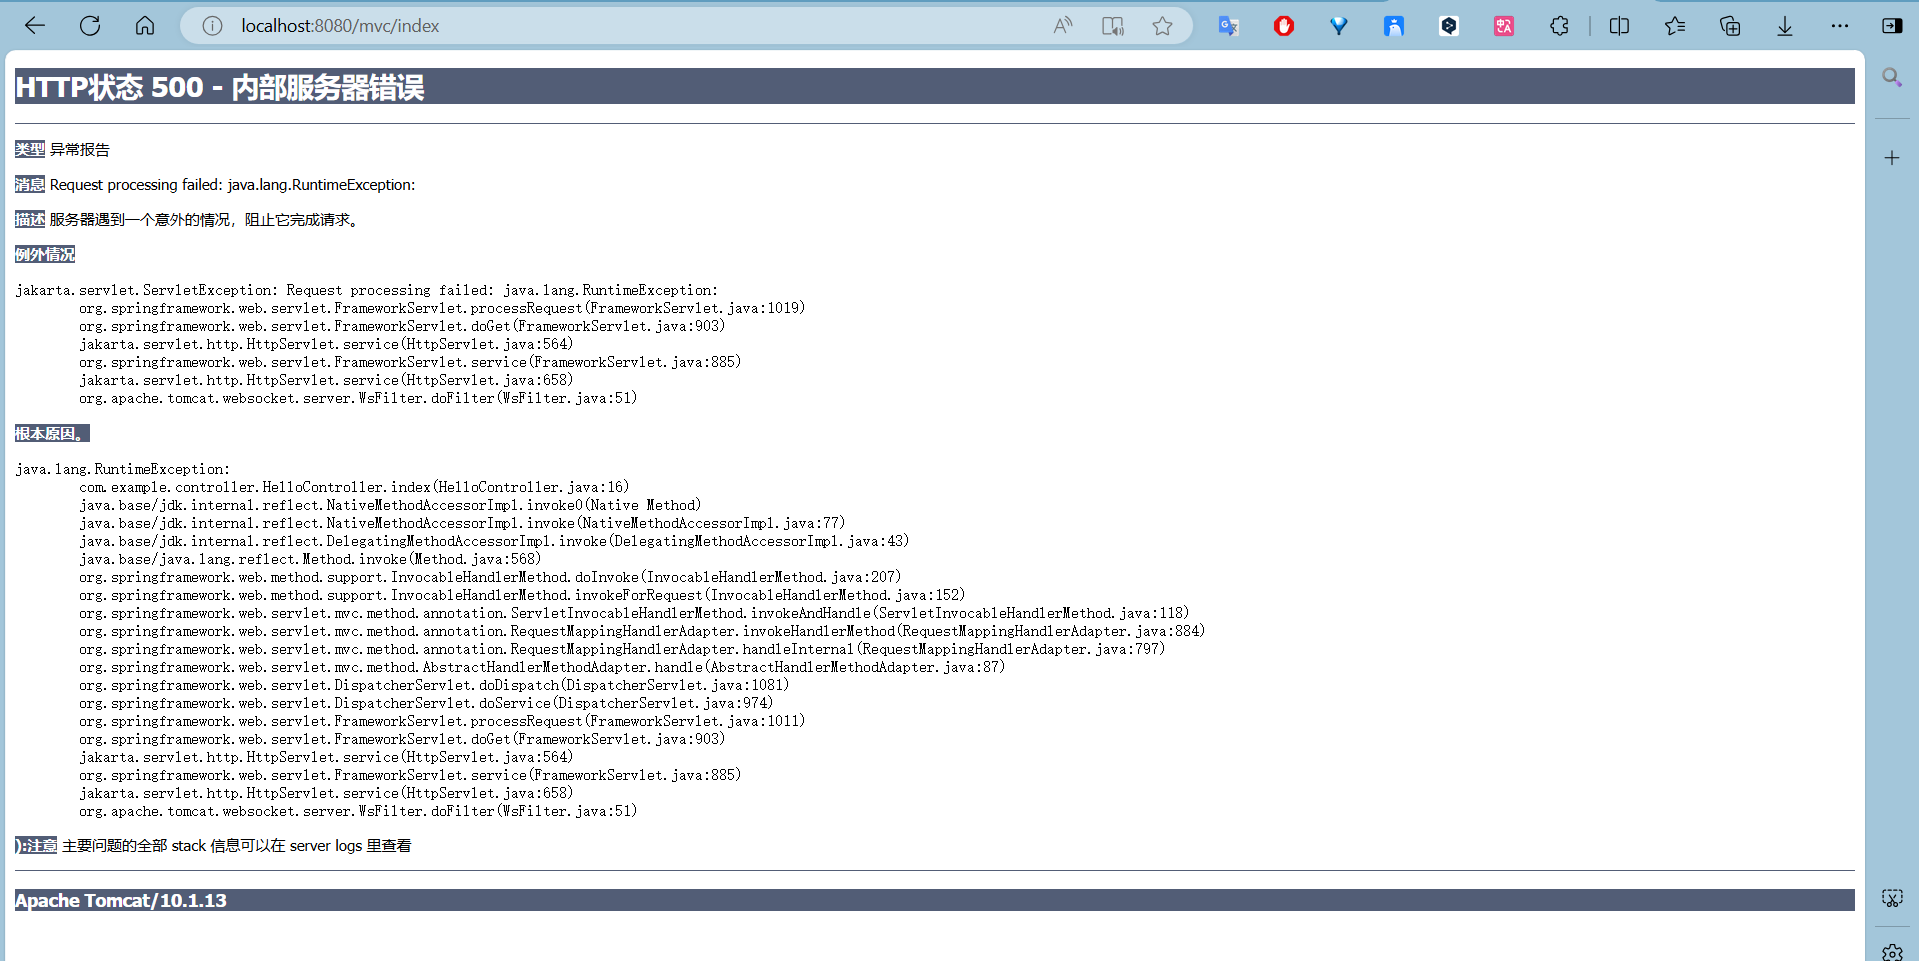 localhost:8080/mvc/index
HTTP状态 500 - 内部服务器错误
类型 异常报告
消息 Request processing failed: java.lang.RuntimeException:
描述 服务器遇到一个意外的情况，阻止它完成请求。
例外情况
jakarta.servlet.ServletException: Request processing failed: java.lang.RuntimeException:
org.springframework.web.servlet.FrameworkServlet.processRequest(FrameworkServlet.java:1019)
org.springframework.web.servlet.FrameworkServlet.doGet(FrameworkServlet.java:903)
jakarta.servlet.http.HttpServlet.service(HttpServlet.java:564)
org.springframework.web.servlet.FrameworkServlet.service(FrameworkServlet.java:885)
jakarta.servlet.http.HttpServlet.service(HttpServlet.java:658)
org.apache.tomcat.websocket.server.WsFilter.doFilter(WsFilter.java:51)
根本原因。
java.lang.RuntimeException:
com.example.controller.HelloController.index(HelloController.java:16)
java.base/jdk.internal.reflect.NativeMethodAccessorImpl.invoke0(Native Method)
java.base/jdk.internal.reflect.NativeMethodAccessorImpl.invoke(NativeMethodAccessorImpl.java:77)
java.base/jdk.internal.reflect.DelegatingMethodAccessorImpl.invoke(DelegatingMethodAccessorImpl.java:43)
java.base/java.lang.reflect.Method.invoke(Method.java:568)
org.springframework.web.method.support.InvocableHandlerMethod.doInvoke(InvocableHandlerMethod.java:207)
org.springframework.web.method.support.InvocableHandlerMethod.invokeForRequest(InvocableHandlerMethod.java:152)
org.springframework.web.servlet.mvc.method.annotation.ServletInvocableHandlerMethod.invokeAndHandle(ServletInvocableHandlerMethod.java:118)
org.springframework.web.servlet.mvc.method.annotation.RequestMappingHandlerAdapter.invokeHandlerMethod(RequestMappingHandlerAdapter.java:884)
org.springframework.web.servlet.mvc.method.annotation.RequestMappingHandlerAdapter.handleInternal(RequestMappingHandlerAdapter.java:797)
org.springframework.web.servlet.mvc.method.AbstractHandlerMethodAdapter.handle(AbstractHandlerMethodAdapter.java:87)
org.springframework.web.servlet.DispatcherServlet.doDispatch(DispatcherServlet.java:1081)
org.springframework.web.servlet.DispatcherServlet.doService(DispatcherServlet.java:974)
org.springframework.web.servlet.FrameworkServlet.processRequest(FrameworkServlet.java:1011)
org.springframework.web.servlet.FrameworkServlet.doGet(FrameworkServlet.java:903)
jakarta.servlet.http.HttpServlet.service(HttpServlet.java:564)
org.springframework.web.servlet.FrameworkServlet.service(FrameworkServlet.java:885)
jakarta.servlet.http.HttpServlet.service(HttpServlet.java:658)
org.apache.tomcat.websocket.server.WsFilter.doFilter(WsFilter.java:51)
):注意 主要问题的全部 stack 信息可以在 server logs 里查看
Apache Tomcat/10.1.13